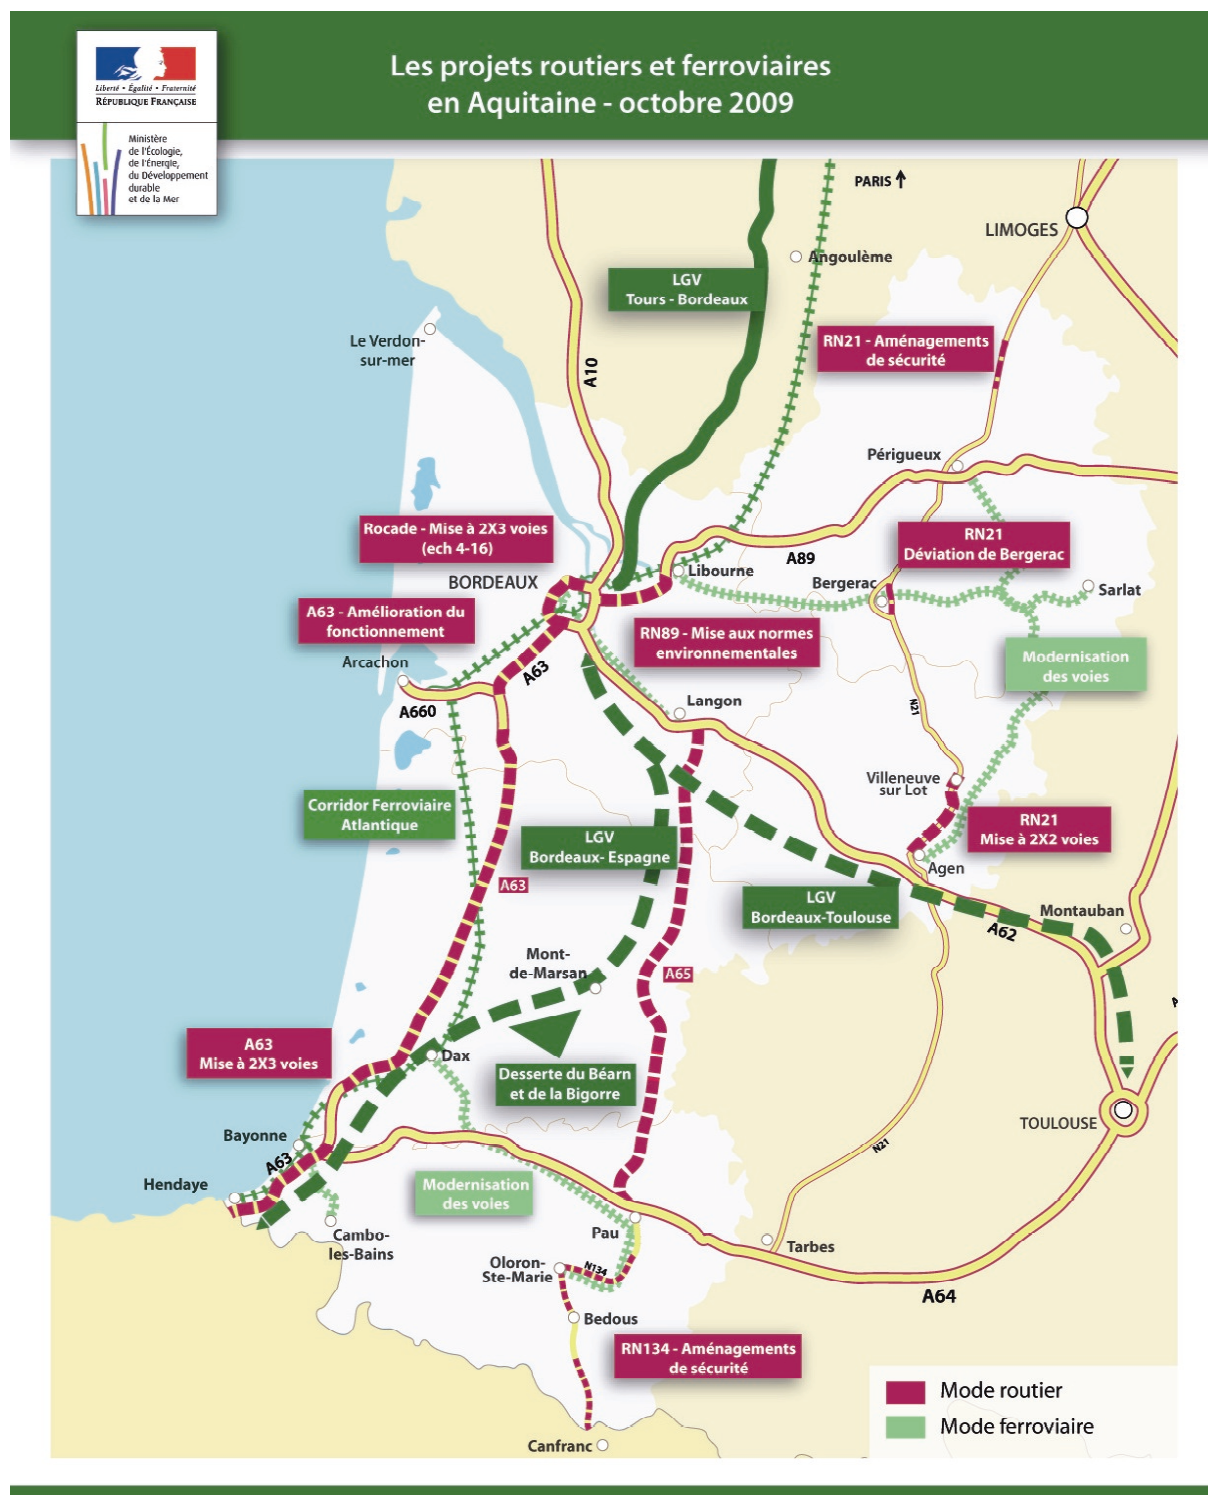 Les projets routiers et ferroviaires
en Aquitaine - octobre 2009
Liberté • Égalité • Fraternité
RÉPUBLIQUE FRANÇAISE
Ministère
de l'Écologie,
de l'Énergie,
du Développement
durable
et de la Mer
PARIS
LIMOGES
Angoulême
LGV
Tours - Bordeaux
Le Verdon-
sur-mer
RN21 - Aménagements
de sécurité
A10
Périgueux
Rocade - Mise à 2X3 voies
(ech 4-16)
RN21
Déviation de Bergerac
A89
BORDEAUX
Libourne
Bergerac
Sarlat
A63 - Amélioration du
fonctionnement
RN89 - Mise aux normes
environnementales
Modernisation
des voies
Arcachon
A63
A660
Langon
N21
Villeneuve
sur Lot
Corridor Ferroviaire
Atlantique
LGV
Bordeaux- Espagne
RN21
Mise à 2X2 voies
Agen
A63
LGV
Bordeaux-Toulouse
Montauban
A62
Mont-
de-Marsan
A65
A63
Mise à 2X3 voies
Dax
Desserte du Béarn
et de la Bigorre
TOULOUSE
Bayonne
A63
N21
Hendaye
Modernisation
des voies
Cambo-
les-Bains
Pau
Tarbes
Oloron-
Ste-Marie
N134
A64
Bedous
RN134 - Aménagements
de sécurité
Mode routier
Mode ferroviaire
Canfranc